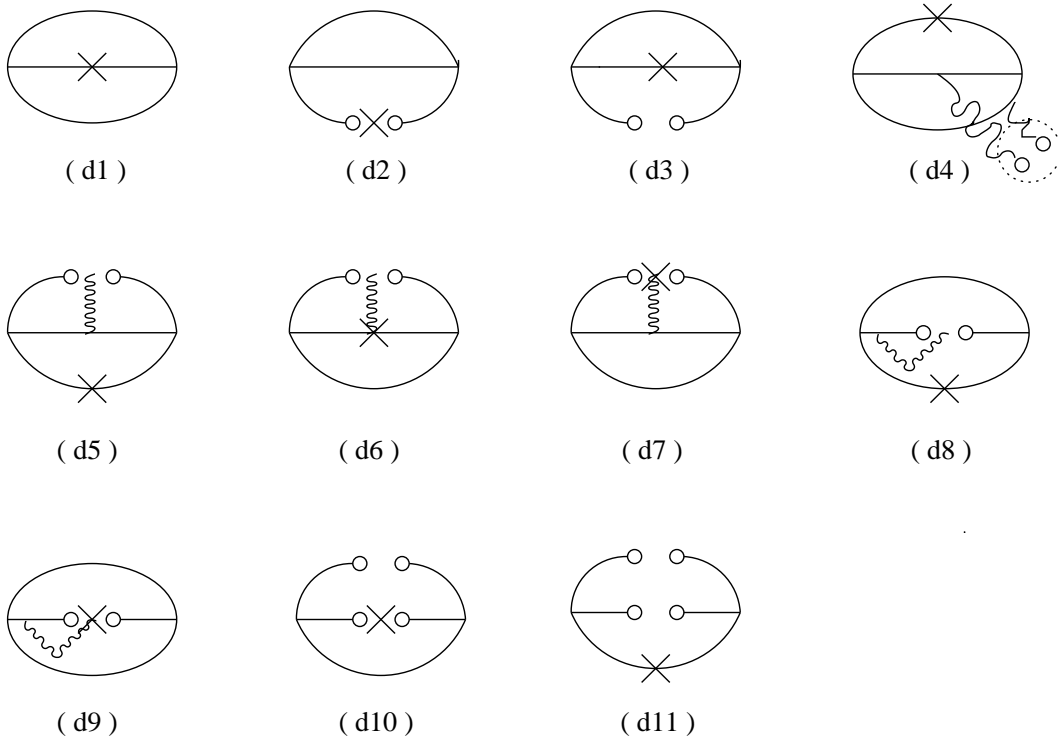 ( d1 ) ( d2 ) ( d3 ) ( d4 )
( d5 ) ( d6 ) ( d7 ) ( d8 )
( d9 ) ( d10 ) ( d11 )